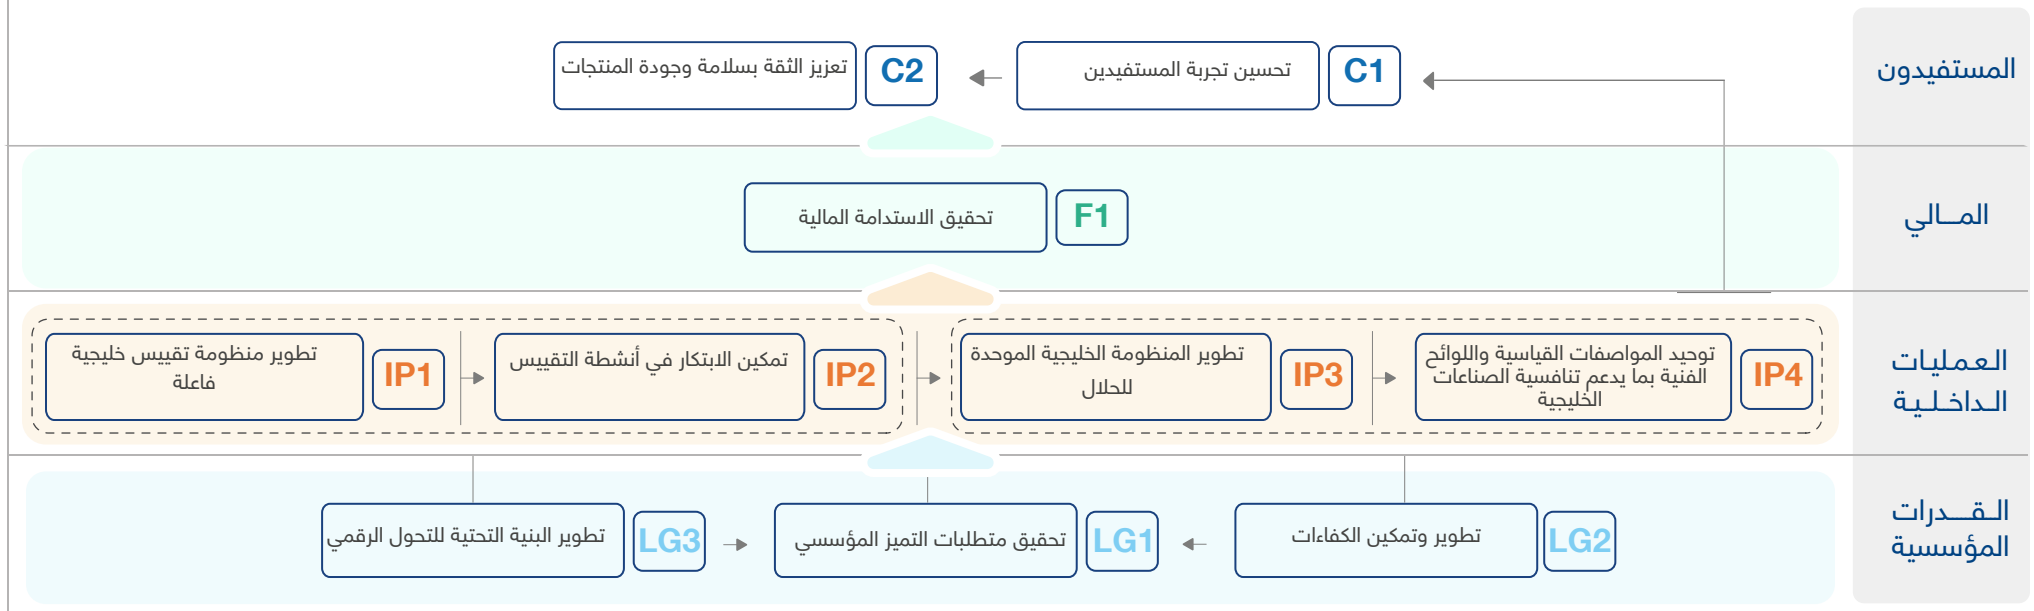 المستفيدون
C1
تحسين تجربة المستفيدين
C2
تعزيز الثقة بسلامة وجودة المنتجات
المـــالي
F1
تحقيق الاستدامة المالية
العمليات
الداخلية
IP4
توحيد المواصفات القياسية واللوائح
الفنية بما يدعم تنافسية الصناعات
الخليجية
IP3
تطوير المنظومة الخليجية الموحدة
للحلال
IP2
تمكين الابتكار في أنشطة التقييس
IP1
تطوير منظومة تقييس خليجية
فاعلة
القـــدرات
المؤسسية
LG2
تطوير وتمكين الكفاءات
LG1
تحقيق متطلبات التميز المؤسسي
LG3
تطوير البنية التحتية للتحول الرقمي